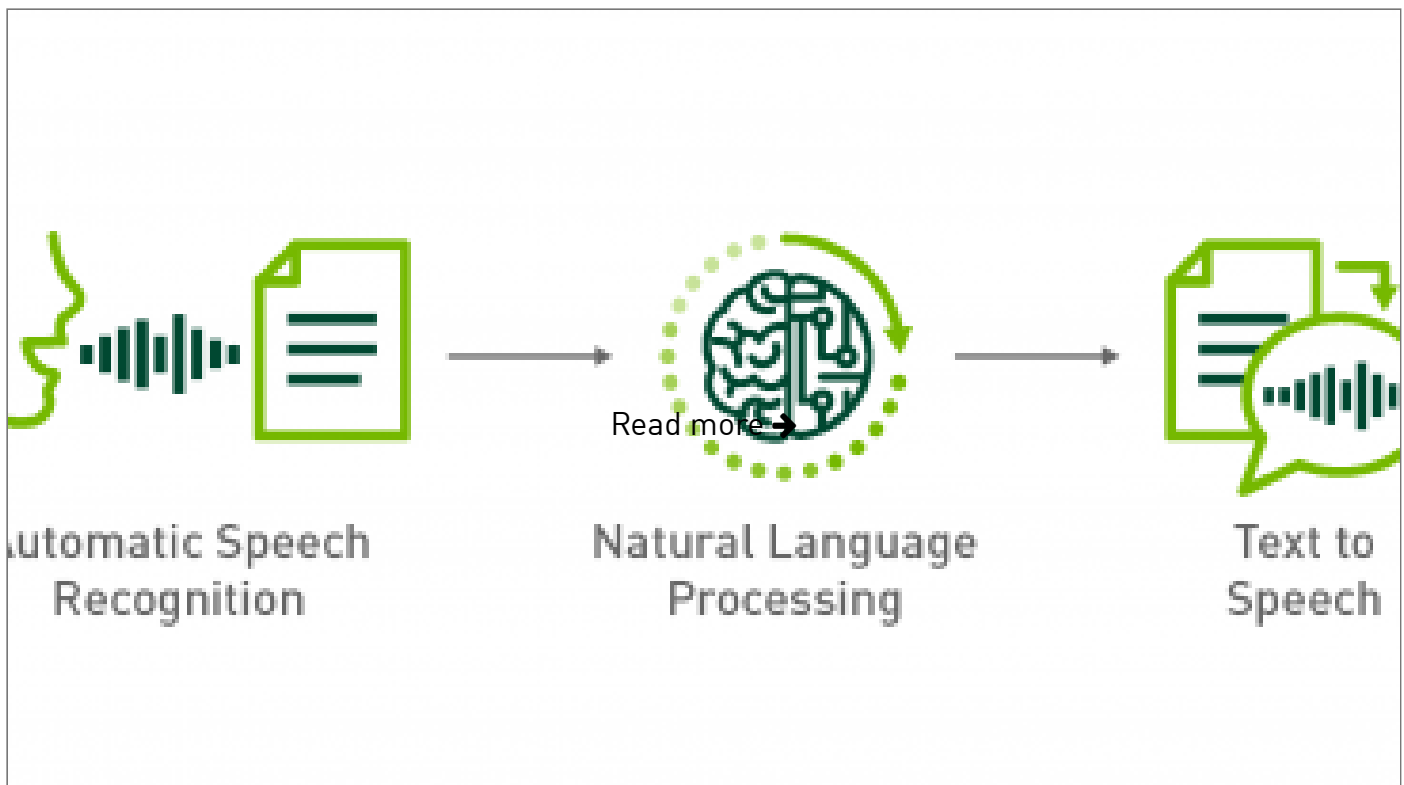 Read more →
utomatic Speech
Recognition
Natural Language
Processing
Text to
Speech